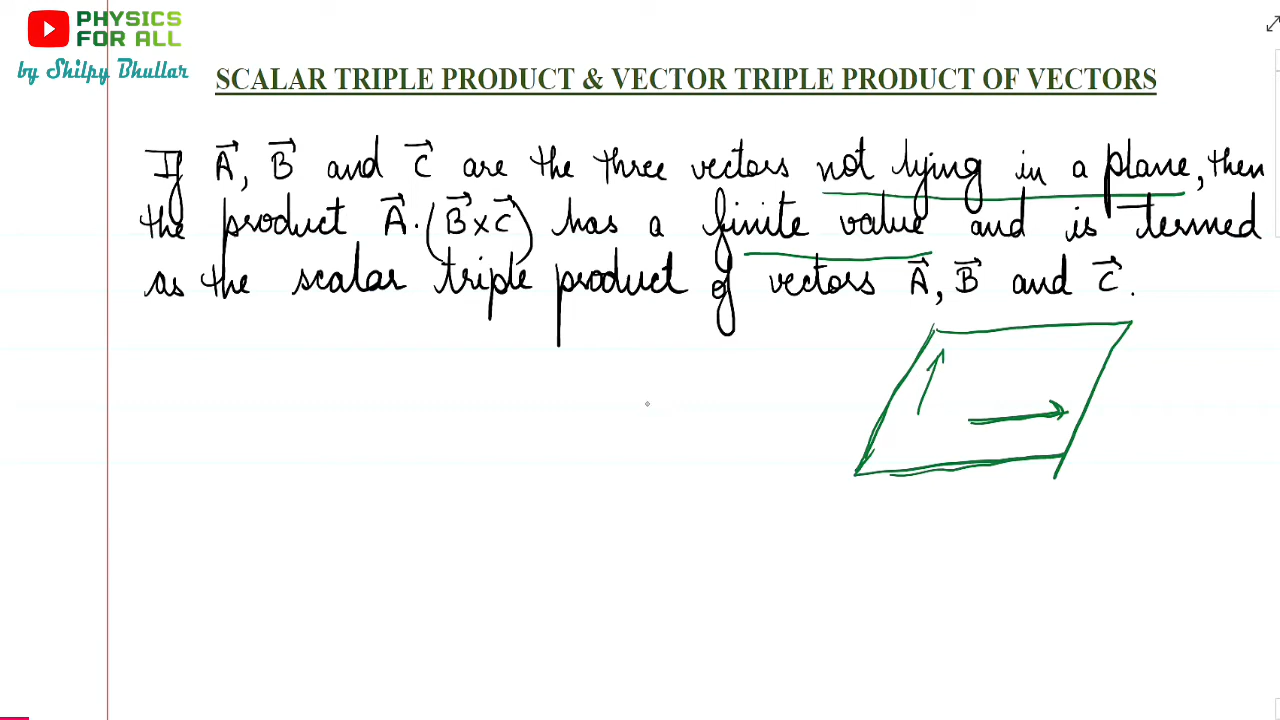 PHYSICS
FOR ALL
by Shilpy Bhullar
SCALAR TRIPLE PRODUCT & VECTOR TRIPLE PRODUCT OF VECTORS
If A⃗, B⃗ and C⃗ are the three vectors not lying in a plane, then
the product A⃗·(B⃗×C⃗) has a finite value and is termed
as the scalar triple product of vectors A⃗, B⃗ and C⃗.